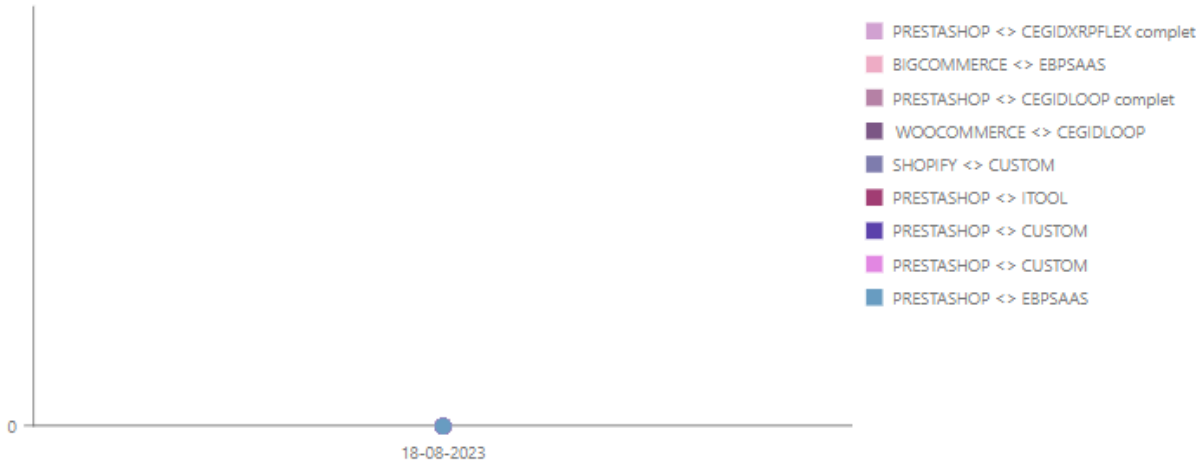 PRESTASHOP <> CEGIDXRPFLEX complet
BIGCOMMERCE <> EBPSAAS
PRESTASHOP <> CEGIDLOOP complet
WOOCOMMERCE <> CEGIDLOOP
SHOPIFY <> CUSTOM
PRESTASHOP <> ITOOL
PRESTASHOP <> CUSTOM
PRESTASHOP <> CUSTOM
PRESTASHOP <> EBPSAAS
0
18-08-2023